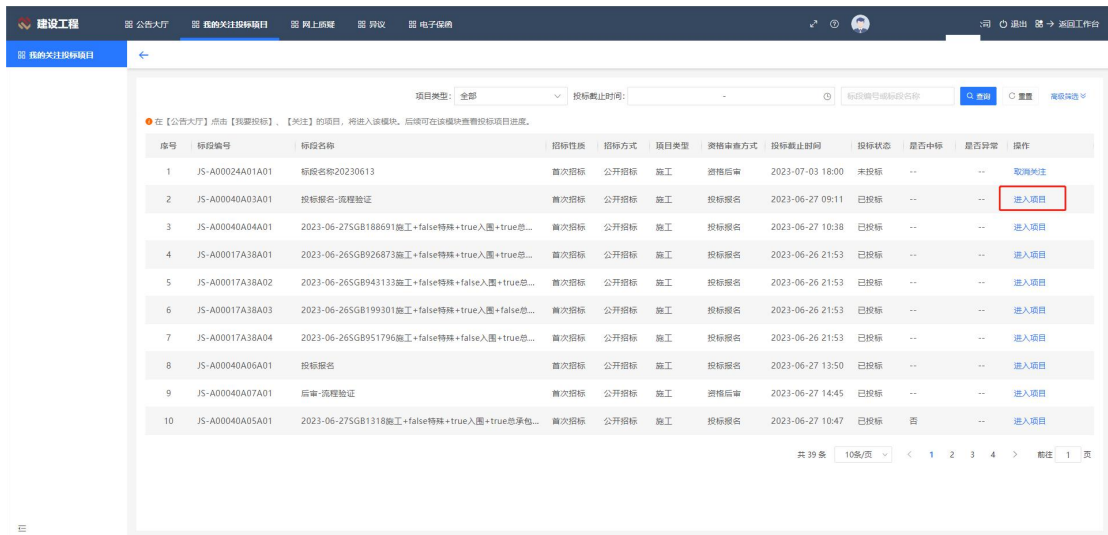 建设工程 公告大厅 我的关注投标项目 网上质疑 异议 电子保函 司 退出 返回工作台
我的关注投标项目
项目类型: 全部 投标截止时间: - 标段编号或标段名称 查询 重置 高级筛选
在【公告大厅】点击【我要投标】、【关注】的项目,将进入该模块。后续可在该模块查看投标项目进度。
序号 标段编号 标段名称 招标性质 招标方式 项目类型 资格审查方式 投标截止时间 投标状态 是否中标 是否异常 操作
1 JS-A00024A01A01 标段名称20230613 首次招标 公开招标 施工 资格后审 2023-07-03 18:00 未投标 -- -- 取消关注
2 JS-A00040A03A01 投标报名-流程验证 首次招标 公开招标 施工 投标报名 2023-06-27 09:11 已投标 -- -- 进入项目
3 JS-A00040A04A01 2023-06-27SGB188691施工+false特殊+true入围+true总... 首次招标 公开招标 施工 投标报名 2023-06-27 10:38 已投标 -- -- 进入项目
4 JS-A00017A38A01 2023-06-26SGB926873施工+false特殊+true入围+true总... 首次招标 公开招标 施工 投标报名 2023-06-26 21:53 已投标 -- -- 进入项目
5 JS-A00017A38A02 2023-06-26SGB943133施工+false特殊+false入围+true总... 首次招标 公开招标 施工 投标报名 2023-06-26 21:53 已投标 -- -- 进入项目
6 JS-A00017A38A03 2023-06-26SGB199301施工+false特殊+true入围+false总... 首次招标 公开招标 施工 投标报名 2023-06-26 21:53 已投标 -- -- 进入项目
7 JS-A00017A38A04 2023-06-26SGB951796施工+false特殊+false入围+true总... 首次招标 公开招标 施工 投标报名 2023-06-26 21:53 已投标 -- -- 进入项目
8 JS-A00040A06A01 投标报名 首次招标 公开招标 施工 投标报名 2023-06-27 13:50 已投标 -- -- 进入项目
9 JS-A00040A07A01 后审-流程验证 首次招标 公开招标 施工 资格后审 2023-06-27 14:45 已投标 -- -- 进入项目
10 JS-A00040A05A01 2023-06-27SGB1318施工+false特殊+true入围+true总承包... 首次招标 公开招标 施工 投标报名 2023-06-27 10:47 已投标 否 -- 进入项目
共 39 条 10条/页 < 1 2 3 4 > 前往 1 页